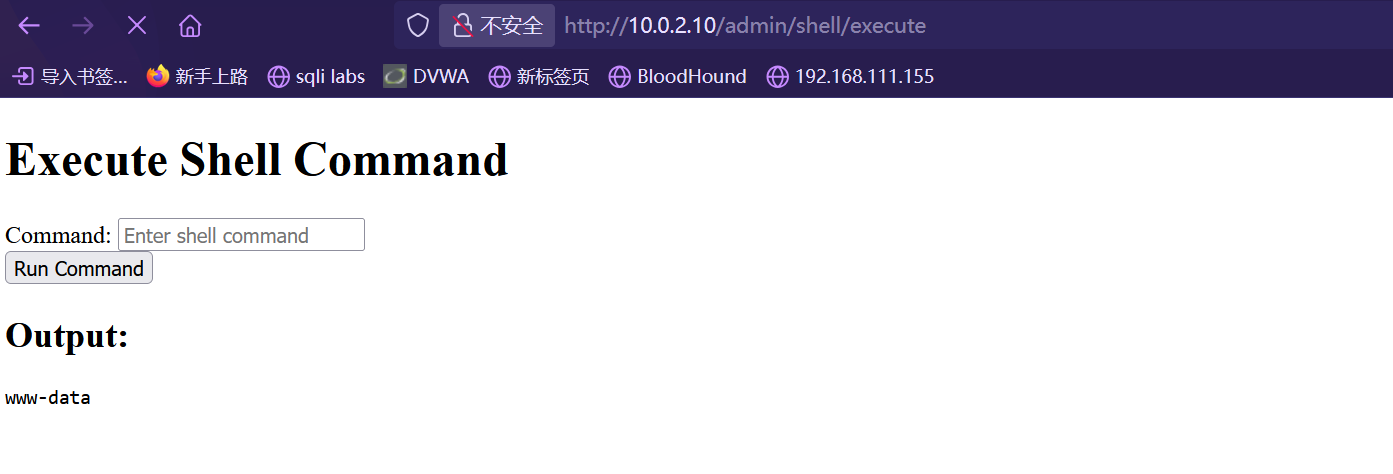 不安全 http://10.0.2.10/admin/shell/execute
导入书签... 新手上路 sqli labs DVWA 新标签页 BloodHound 192.168.111.155
Execute Shell Command
Command: Enter shell command
Run Command
Output:
www-data